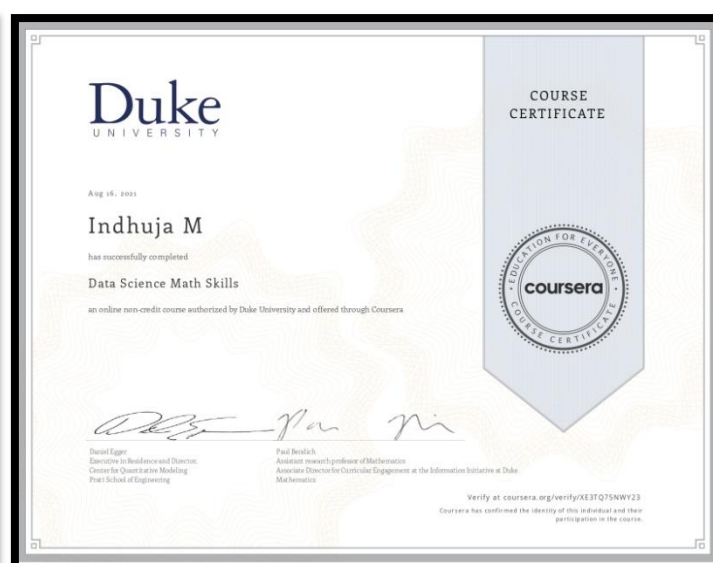 Duke
UNIVERSITY
Aug 16, 2021
Indhuja M
has successfully completed
Data Science Math Skills
an online non-credit course authorized by Duke University and offered through Coursera
COURSE
CERTIFICATE
EDUCATION FOR EVERYONE
coursera
COURSE CERTIFICATE
Daniel Egger
Executive in Residence and Director,
Center for Quantitative Modeling
Pratt School of Engineering
Paul Bendich
Assistant research professor of Mathematics
Associate Director for Curricular Engagement at the Information Initiative at Duke
Mathematics
Verify at coursera.org/verify/XE3TQ75NWY23
Coursera has confirmed the identity of this individual and their
participation in the course.